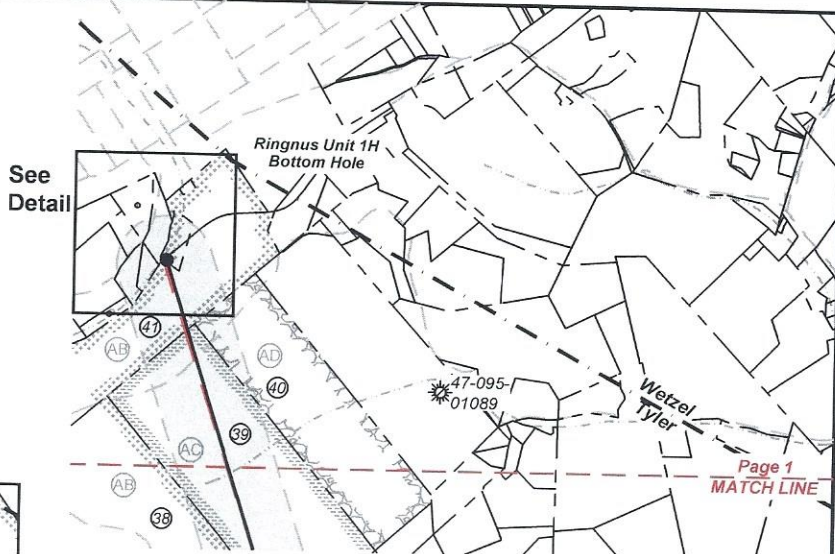 Ringnus Unit 1H
Bottom Hole
See
Detail
41
AB
AD
40
47-095-
01089
Wetzel
Tyler
39
AC
Page 1
MATCH LINE
AB
38